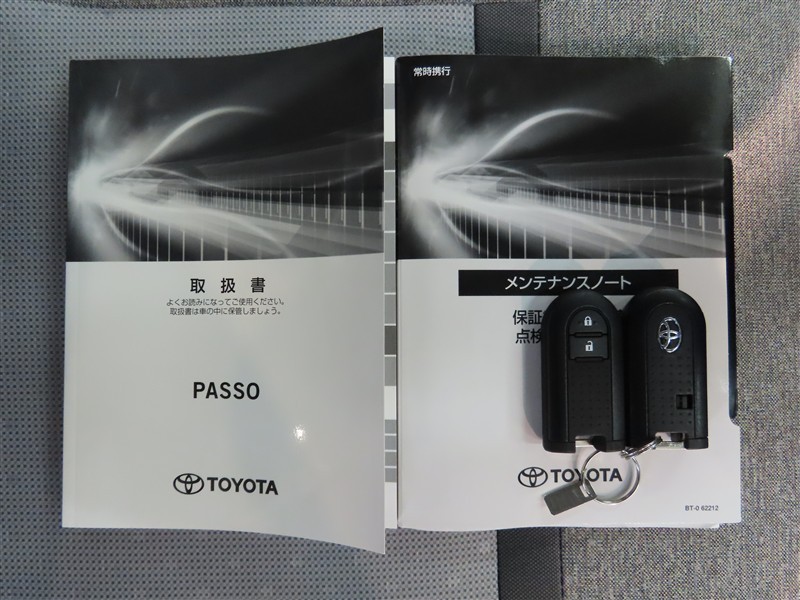 取扱書
よくお読みになってご使用ください。
取扱書は車の中に保管しましょう。
PASSO
TOYOTA
常時携行
メンテナンスノート
保証
点検
TOYOTA
BT-0 62212